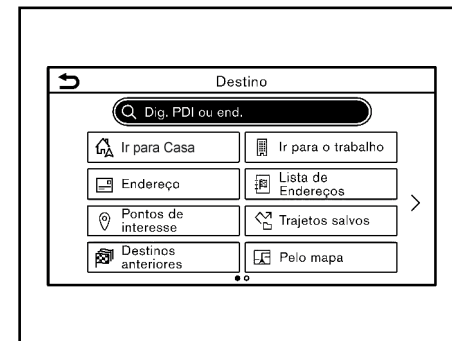 Destino
Dig. PDI ou end.
Ir para Casa
Ir para o trabalho
Endereço
Lista de
Endereços
Pontos de
interesse
Trajetos salvos
Destinos
anteriores
Pelo mapa